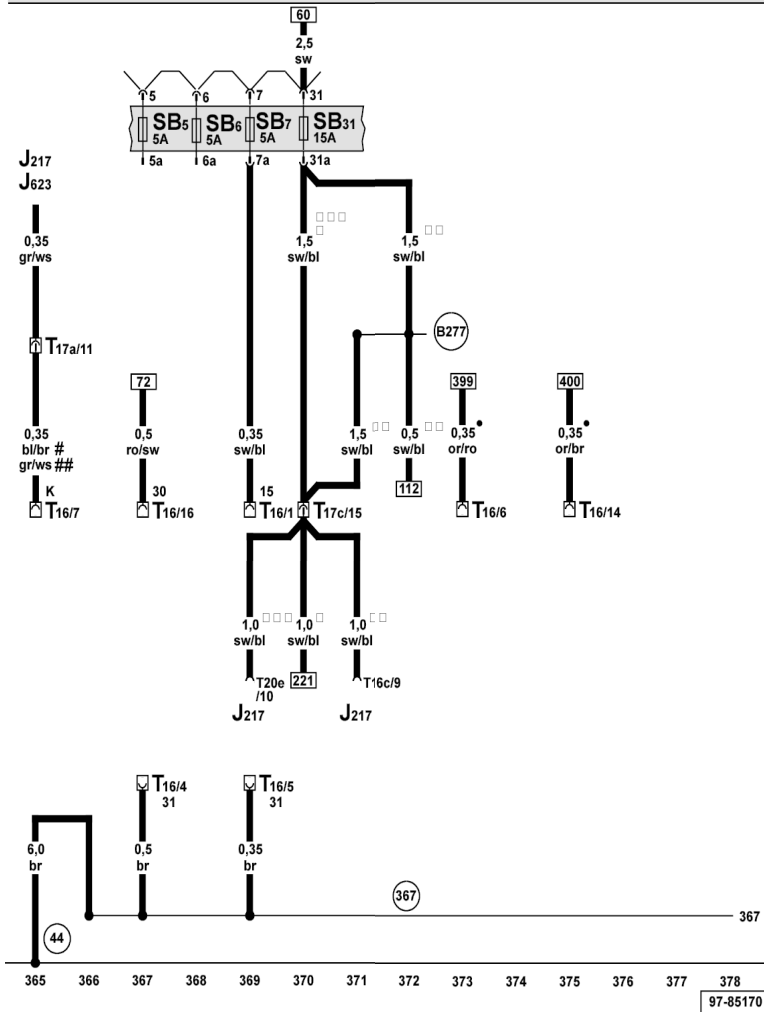 60
2,5
sw
5 6 7 31
SB5 SB6 SB7 SB31
5A 5A 5A 15A
5a 6a 7a 31a
J217
J623
0,35
gr/ws
1,5
sw/bl
1,5
sw/bl
B277
T17a/11
72
399
400
0,35
bl/br #
gr/ws ##
0,5
ro/sw
0,35
sw/bl
1,5
sw/bl
0,5
sw/bl
0,35
or/ro
0,35
or/br
112
K 30 15
T16/7 T16/16 T16/1 T17c/15 T16/6 T16/14
1,0
sw/bl
1,0
sw/bl
1,0
sw/bl
T20e
/10
221
T16c/9
J217 J217
T16/4
31
T16/5
31
6,0
br
0,5
br
0,35
br
367
367
44
365 366 367 368 369 370 371 372 373 374 375 376 377 378
97-85170